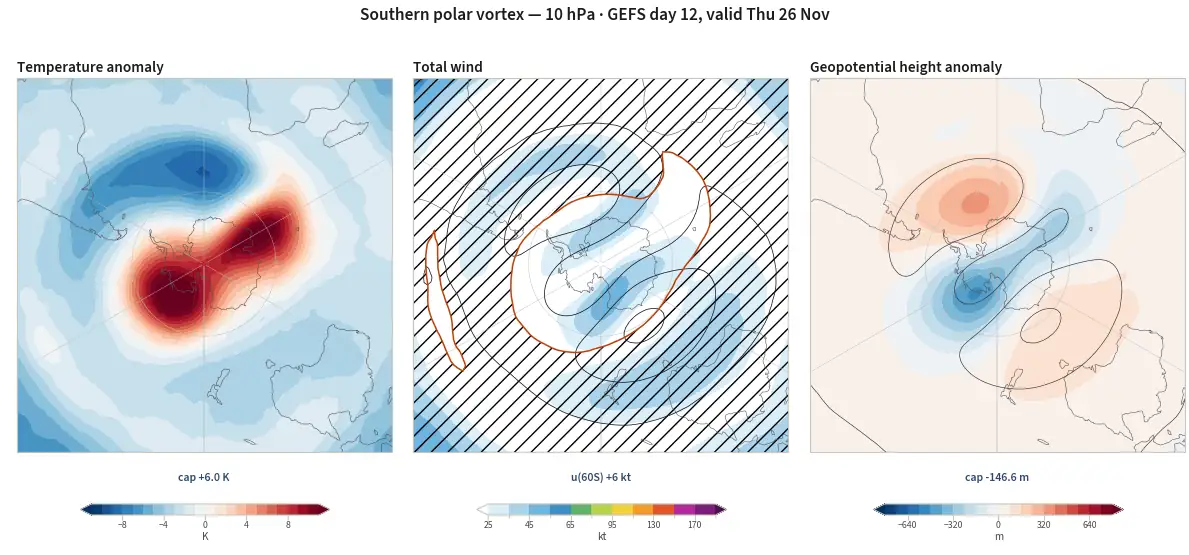 Southern polar vortex — 10 hPa · GEFS day 12, valid Thu 26 Nov
Temperature anomaly
Total wind
Geopotential height anomaly
cap +6.0 K
u(60S) +6 kt
cap -146.6 m
−8 −4 0 4 8
K
25 45 65 95 130 170
kt
−640 −320 0 320 640
m